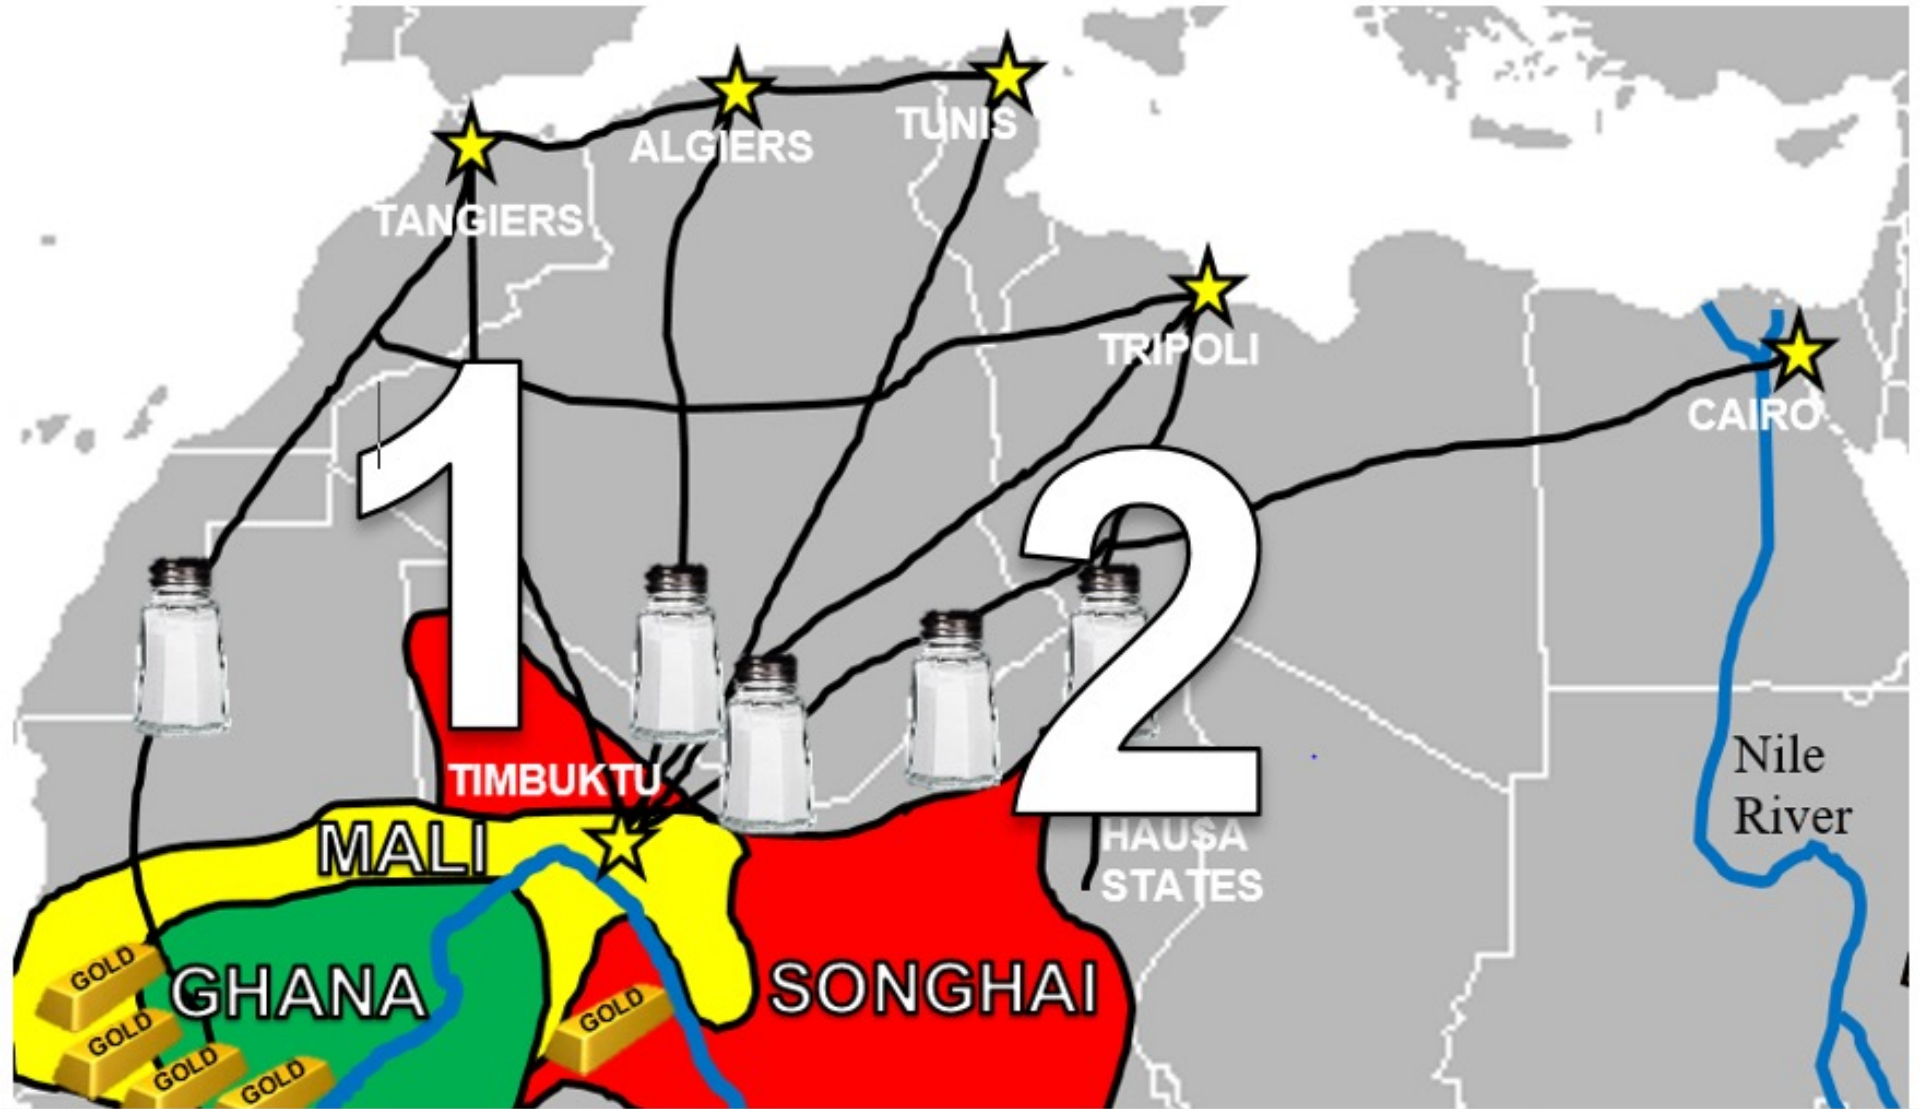 TUNIS
ALGIERS
TANGIERS
TRIPOLI
CAIRO
1
2
Nile
River
TIMBUKTU
MALI
HAUSA
STATES
GHANA
SONGHAI
GOLD
GOLD
GOLD
GOLD
GOLD